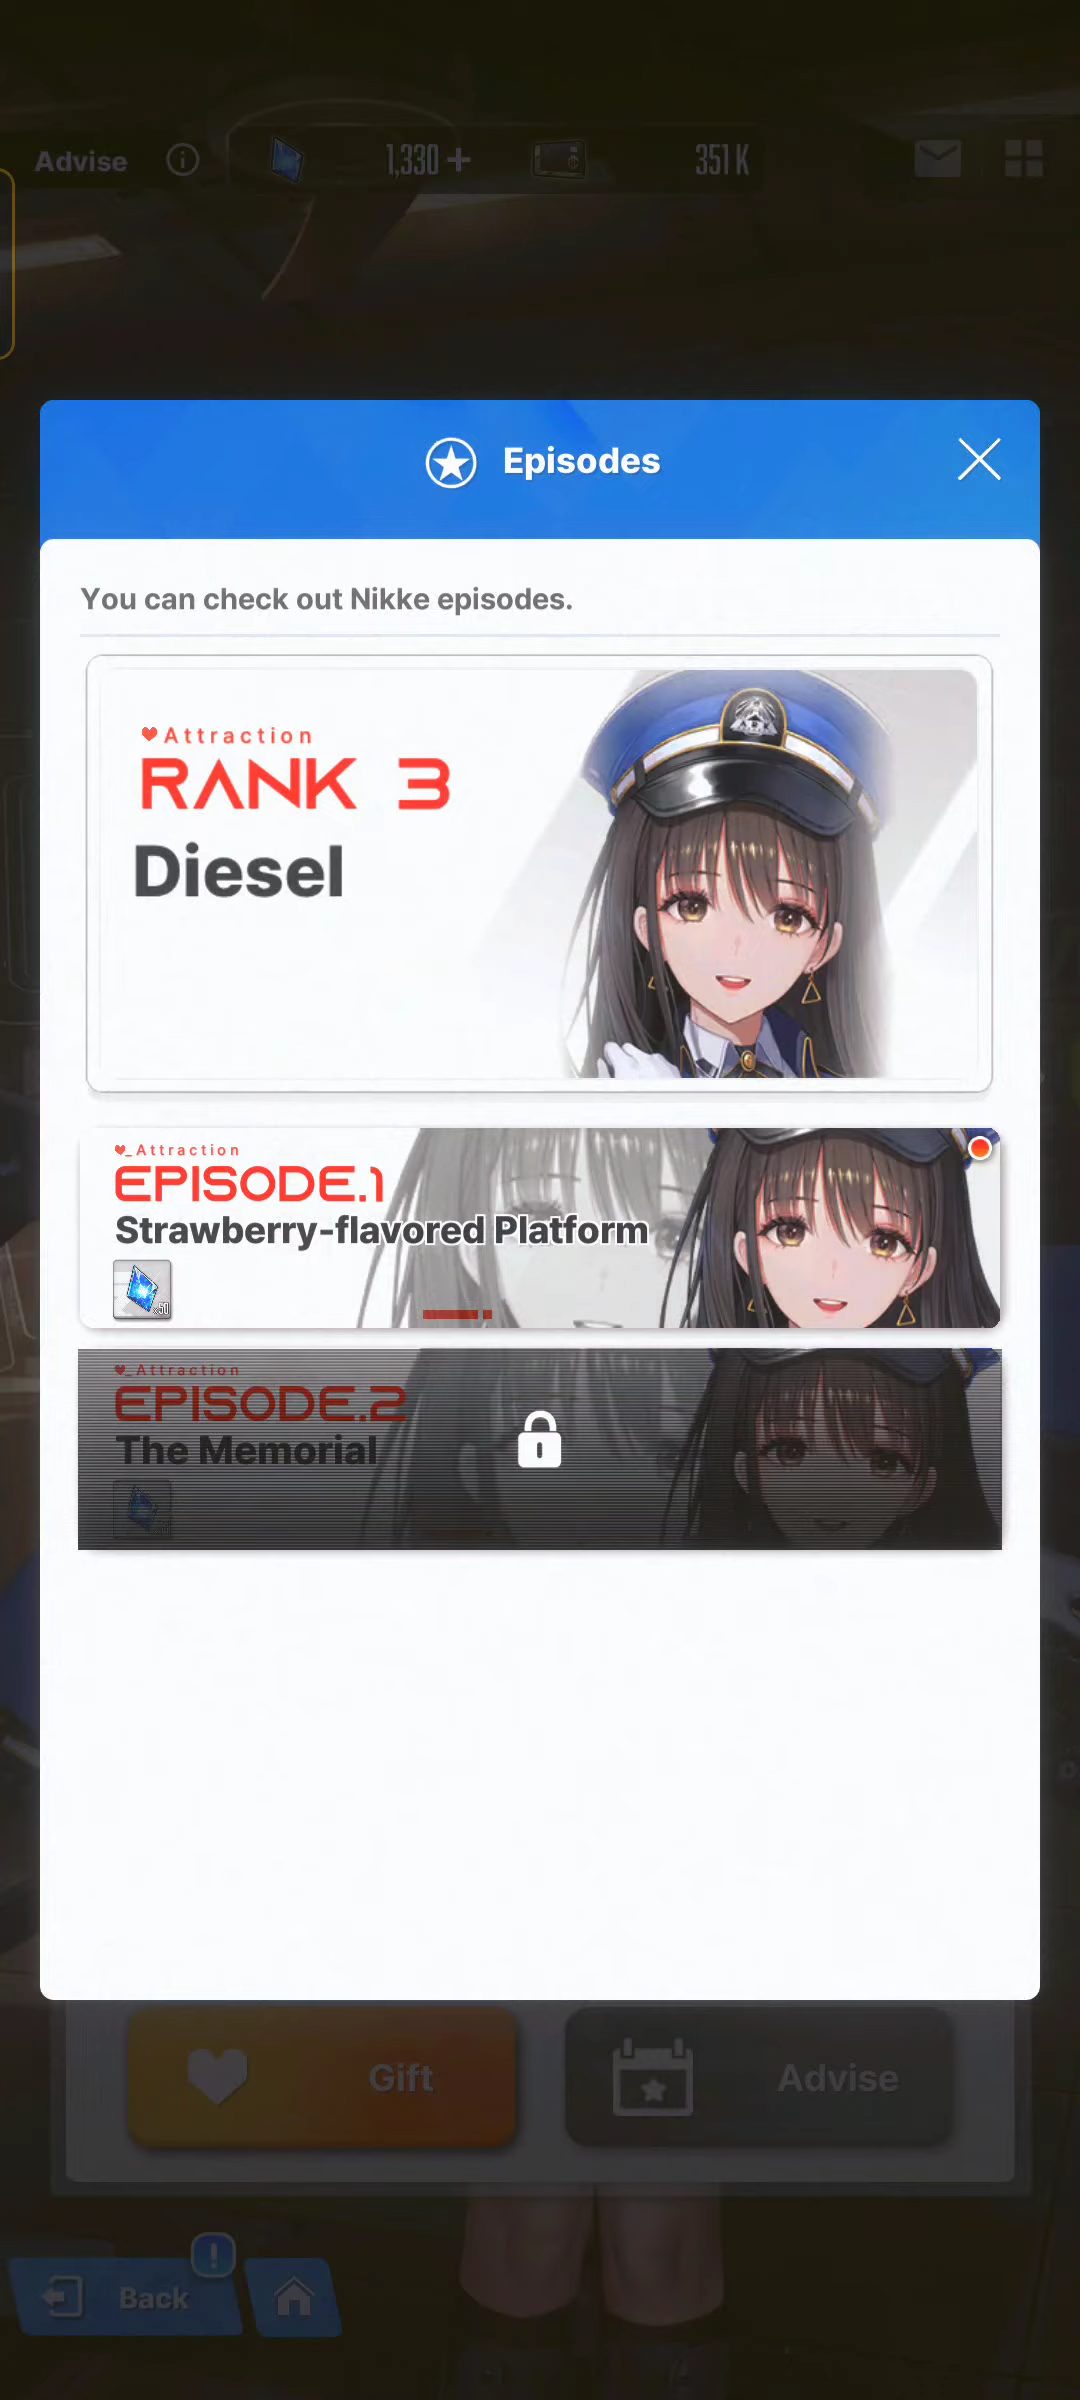 Advise
1,330
351 K
Episodes
You can check out Nikke episodes.
Attraction
RANK 3
Diesel
Attraction
EPISODE.1
Strawberry-flavored Platform
x50
Attraction
EPISODE.2
The Memorial
Gift
Advise
Back